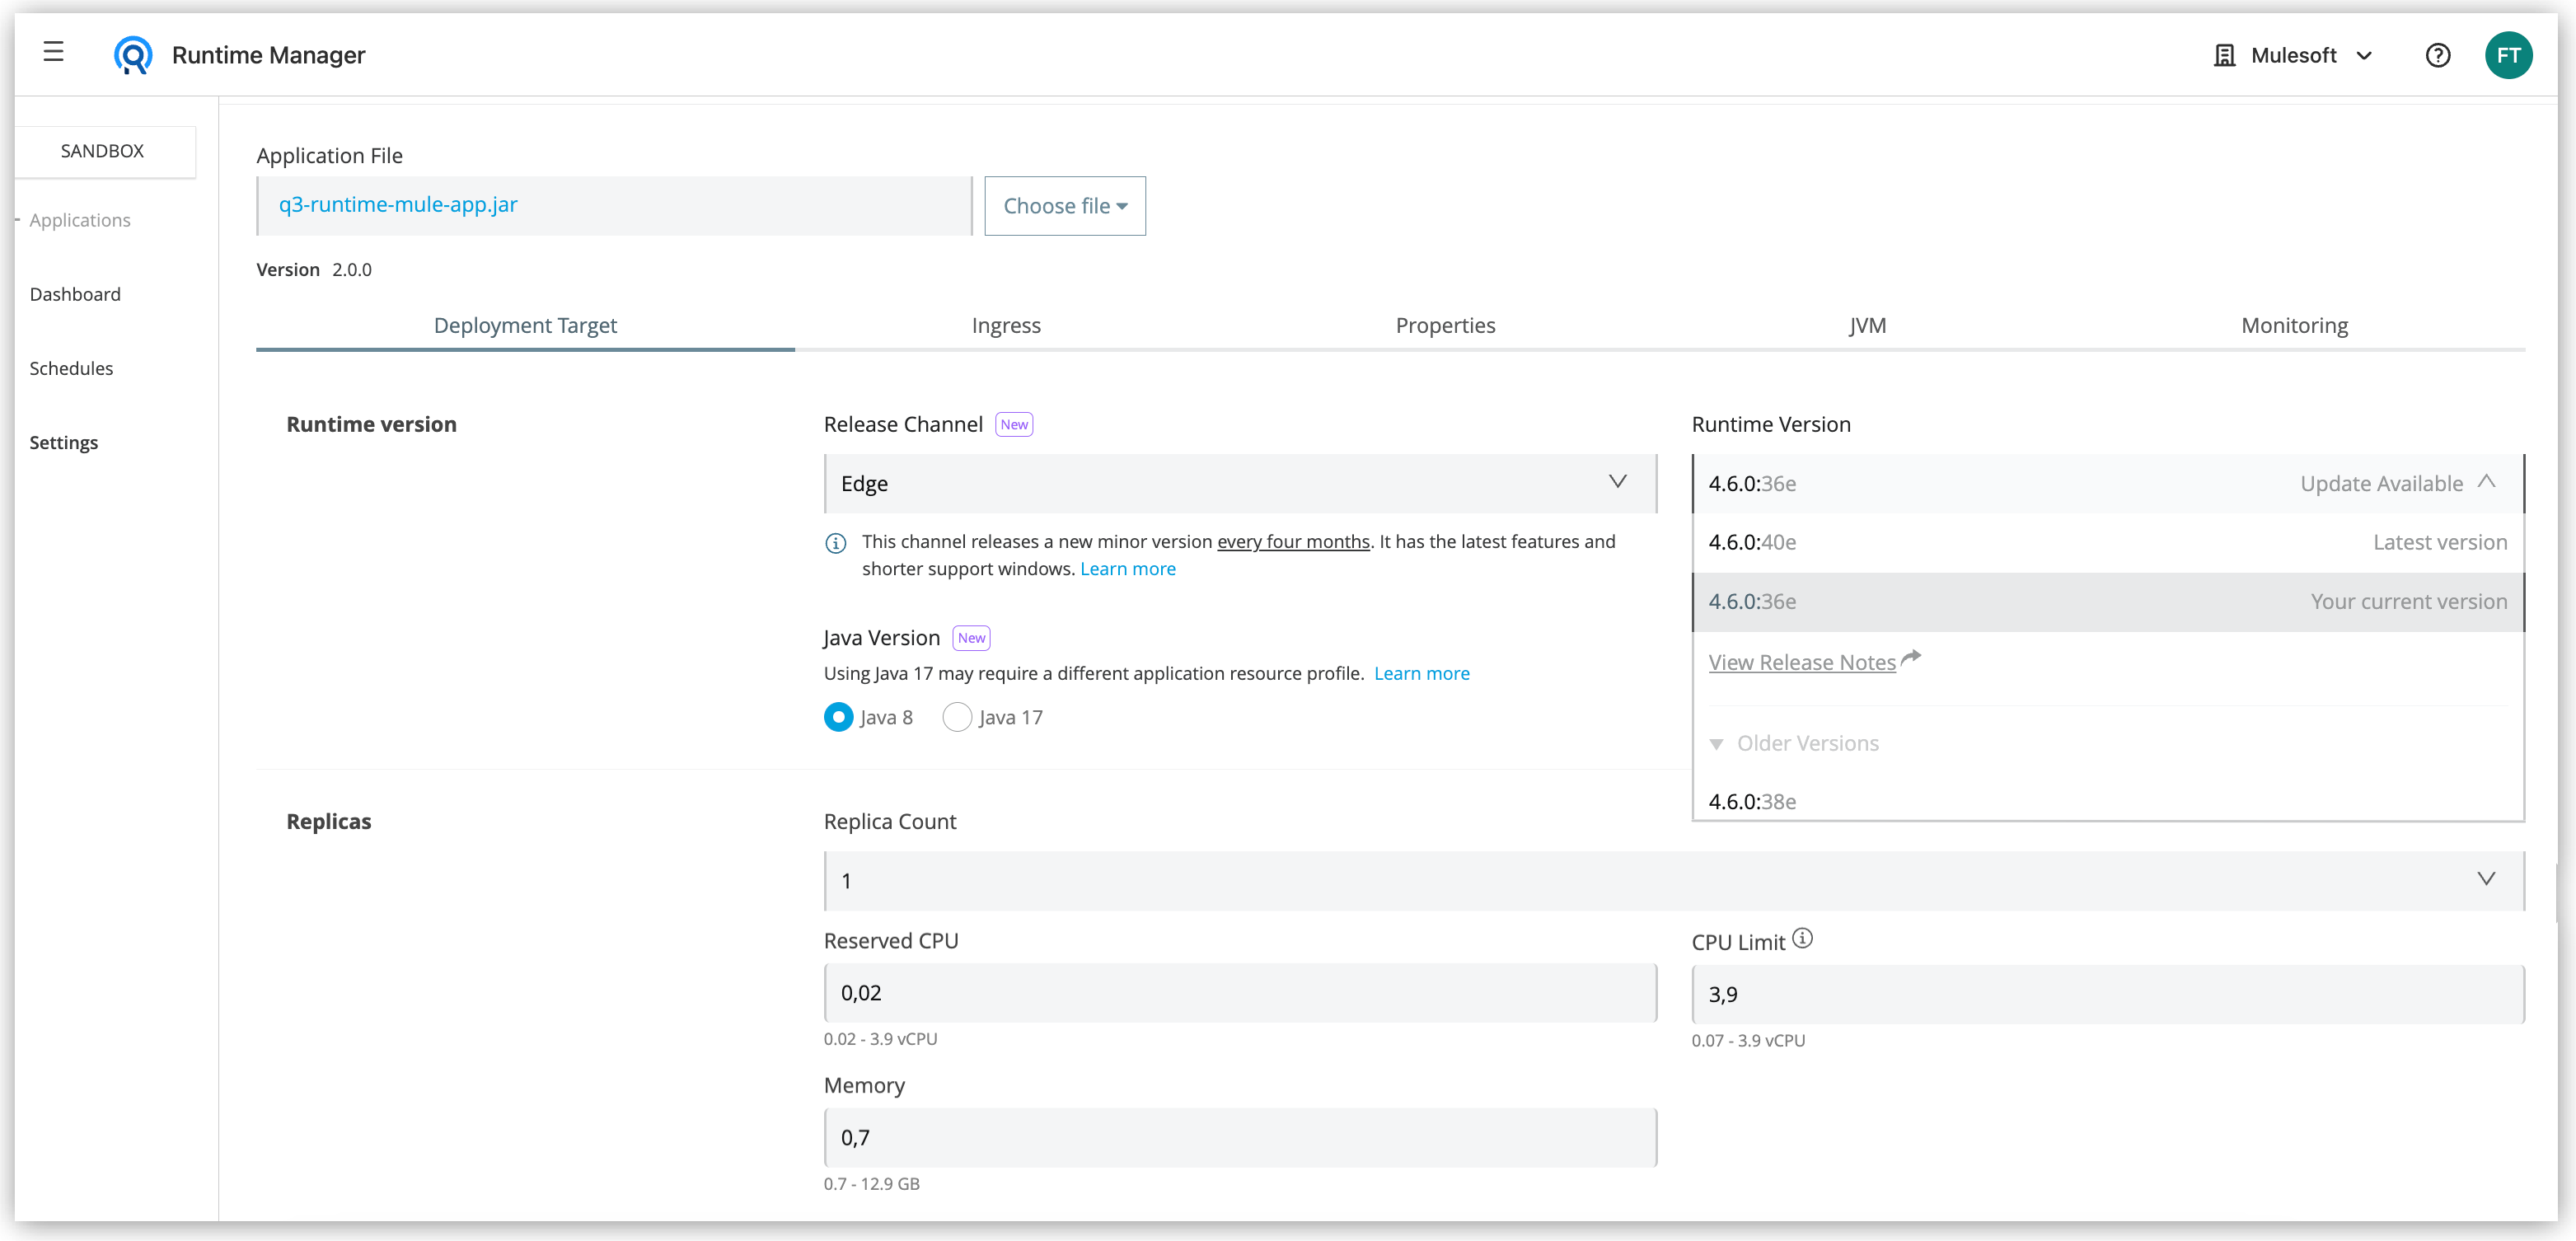 Runtime Manager
Mulesoft
FT
SANDBOX
Applications
Dashboard
Schedules
Settings
Application File
q3-runtime-mule-app.jar
Choose file
Version 2.0.0
Deployment Target
Ingress
Properties
JVM
Monitoring
Runtime version
Release Channel New
Edge
This channel releases a new minor version every four months. It has the latest features and
shorter support windows. Learn more
Java Version New
Using Java 17 may require a different application resource profile. Learn more
Java 8
Java 17
Runtime Version
4.6.0:36e Update Available
4.6.0:40e Latest version
4.6.0:36e Your current version
View Release Notes
Older Versions
4.6.0:38e
Replicas
Replica Count
1
Reserved CPU
0,02
0.02 - 3.9 vCPU
CPU Limit
3,9
0.07 - 3.9 vCPU
Memory
0,7
0.7 - 12.9 GB